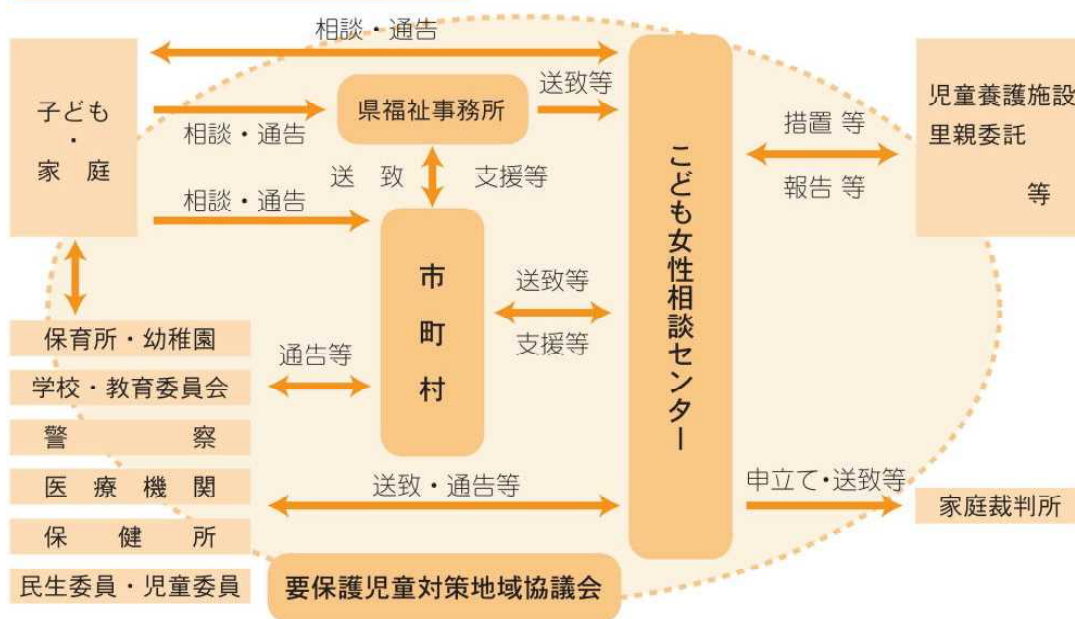 相談・通告
子ども
・
家庭
相談・通告
県福祉事務所
送致等
児童養護施設
里親委託
等
措置 等
報告 等
送致
支援等
相談・通告
市町村
こども女性相談センター
送致等
支援等
保育所・幼稚園
通告等
学校・教育委員会
警察
医療機関
送致・通告等
申立て・送致等
家庭裁判所
保健所
民生委員・児童委員
要保護児童対策地域協議会